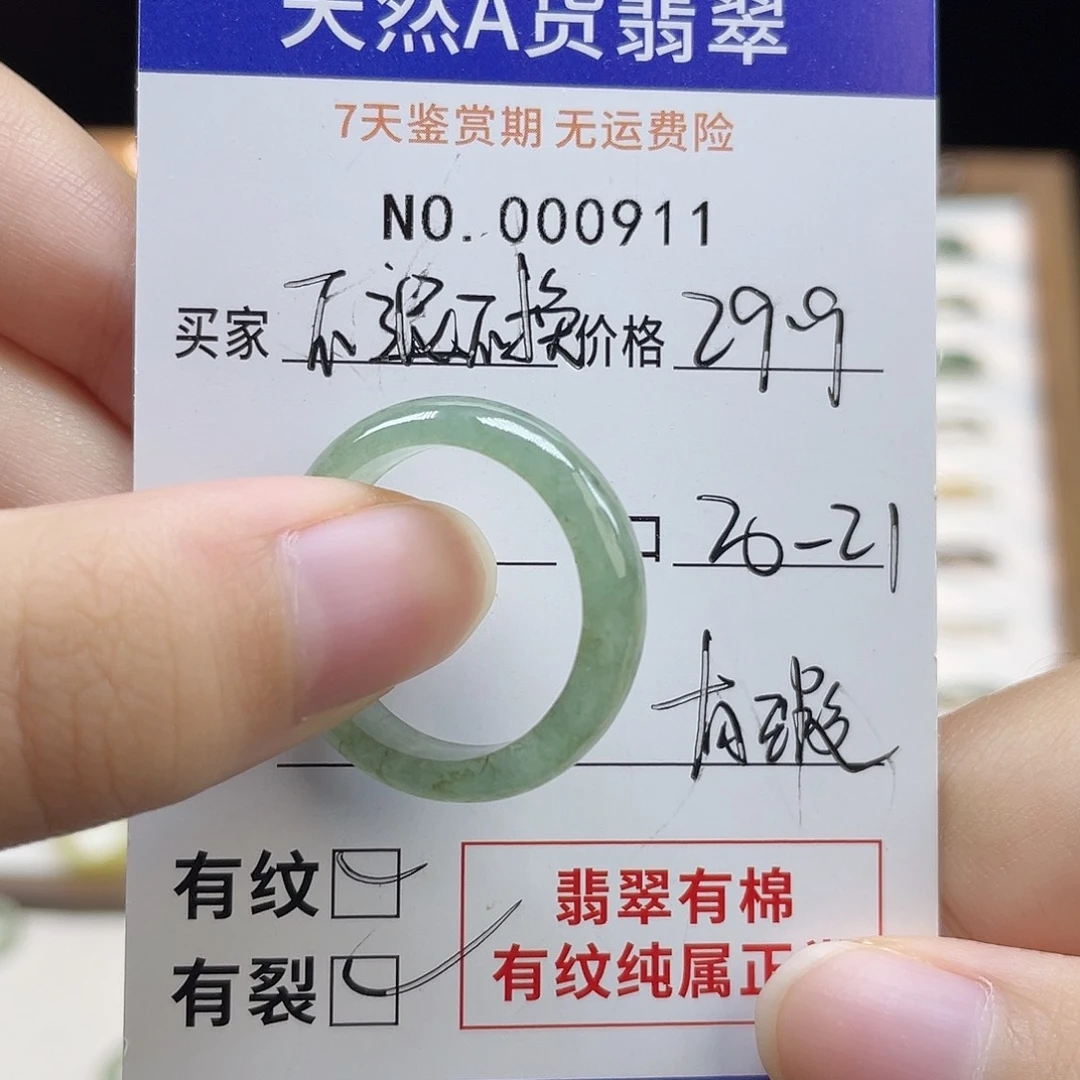 天然A货翡翠
7天鉴赏期 无运费险
NO.000911
买家 不退不换 价格 29.9
口 20-21
有瑕疵
有纹
有裂
翡翠有棉
有纹纯属正